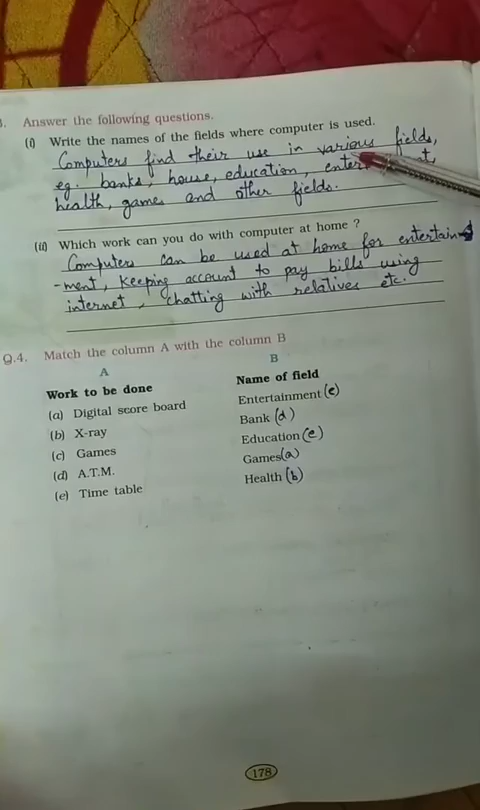 3. Answer the following questions.
(i) Write the names of the fields where computer is used.
Computers find their use in various fields,
eg. banks, house, education,
health, games and other fields.
(ii) Which work can you do with computer at home ?
Computers can be used at home for entertain
-ment, keeping account to pay bills using
internet, chatting with relatives etc.
Q.4. Match the column A with the column B
A B
Work to be done Name of field
(a) Digital score board Entertainment (c)
(b) X-ray Bank (d)
(c) Games Education (e)
(d) A.T.M. Games (a)
(e) Time table Health (b)
178